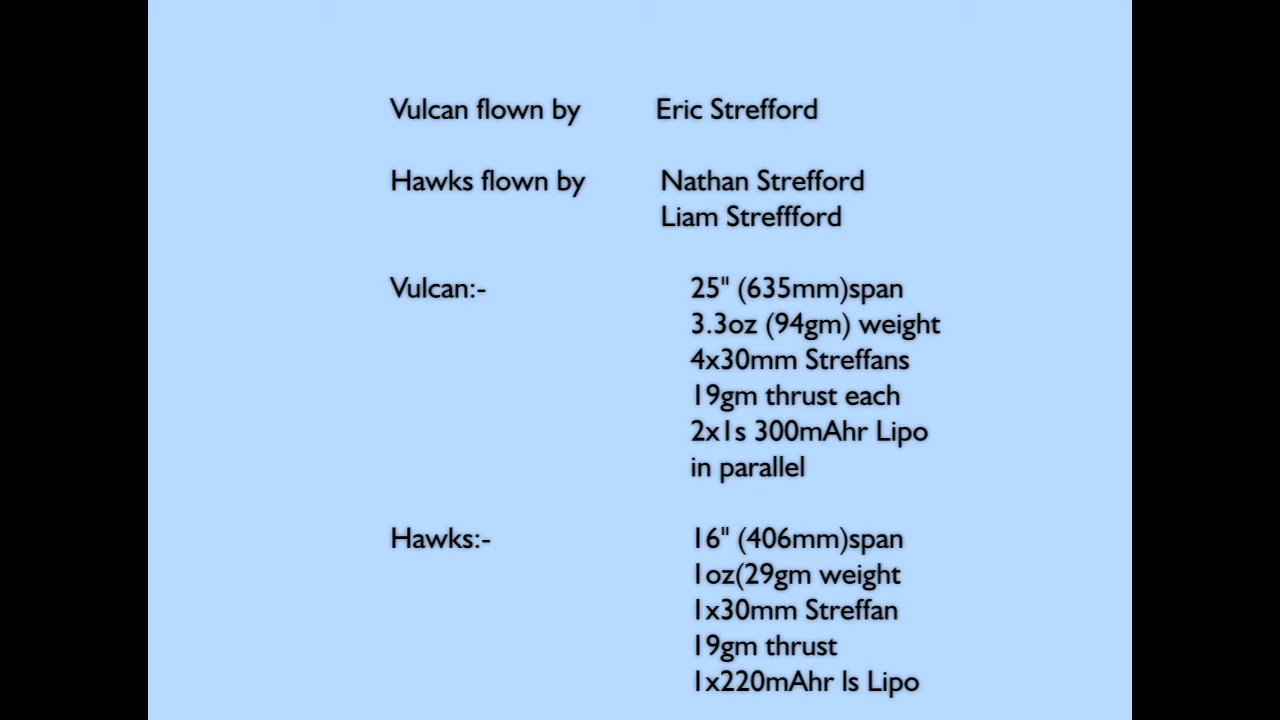 Vulcan flown by Eric Strefford
Hawks flown by Nathan Strefford
Liam Streffford
Vulcan:- 25" (635mm)span
3.3oz (94gm) weight
4x30mm Streffans
19gm thrust each
2x1s 300mAhr Lipo
in parallel
Hawks:- 16" (406mm)span
1oz(29gm weight
1x30mm Streffan
19gm thrust
1x220mAhr ls Lipo